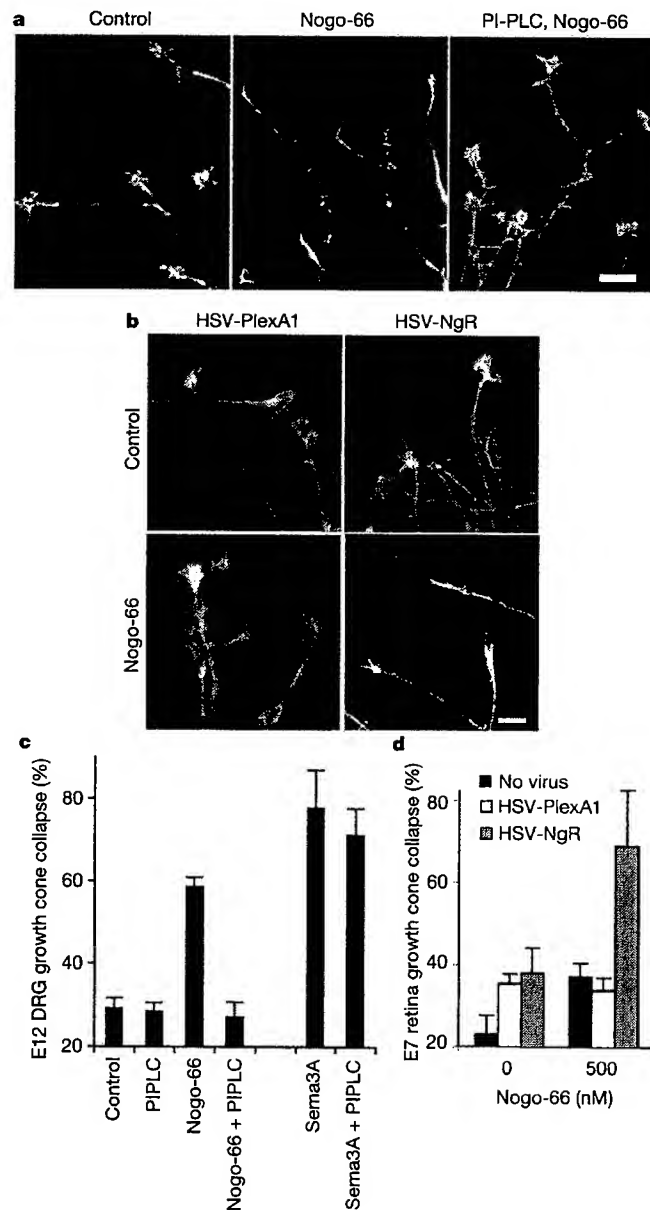 a
Control
Nogo-66
PI-PLC, Nogo-66
b
HSV-PlexA1
HSV-NgR
Control
Nogo-66
c
E12 DRG growth cone collapse (%)
80
60
40
20
Control
PIPLC
Nogo-66
Nogo-66 + PIPLC
Sema3A
Sema3A + PIPLC
d
No virus
HSV-PlexA1
HSV-NgR
E7 retina growth cone collapse (%)
80
60
40
20
0
500
Nogo-66 (nM)